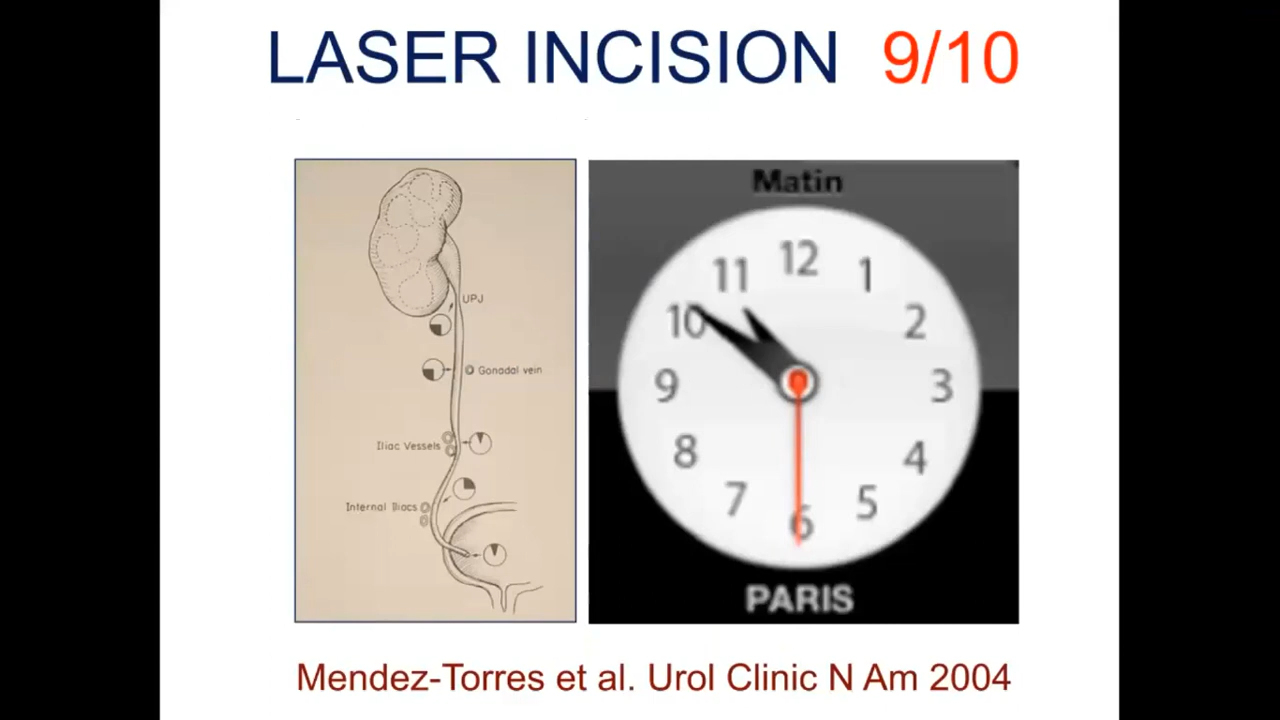 LASER INCISION 9/10
UPJ
Gonadal vein
Iliac Vessels
Internal Iliacs
Matin
12
11
1
10
2
9
3
8
4
7
5
6
PARIS
Mendez-Torres et al. Urol Clinic N Am 2004